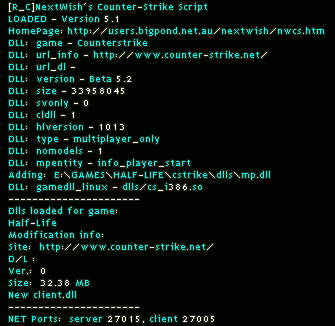 [R_C]NextWish's Counter-Strike Script
LOADED - Version 5.1
HomePage: http://users.bigpond.net.au/nextwish/nwcs.htm
DLL:  game - Counterstrike
DLL:  url_info - http://www.counter-strike.net/
DLL:  url_dl -
DLL:  version - Beta 5.2
DLL:  size - 33958045
DLL:  svonly - 0
DLL:  cldll - 1
DLL:  hlversion - 1013
DLL:  type - multiplayer_only
DLL:  nomodels - 1
DLL:  mpentity - info_player_start
Adding:  E:\GAMES\HALF-LIFE\cstrike\dlls\mp.dll
DLL:  gamedll_linux - dlls/cs_i386.so
----------------------
Dlls loaded for game:
Half-Life
Modification info:
Site:  http://www.counter-strike.net/
D/L :
Ver.:  0
Size:  32.38 MB
New client.dll
----------------------
NET Ports:  server 27015, client 27005